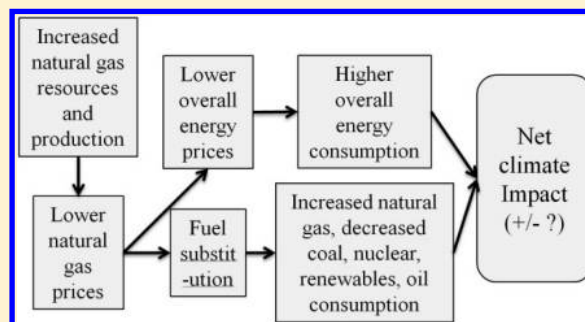 Increased
natural gas
resources
and
production
Lower
natural
gas
prices
Lower
overall
energy
prices
Fuel
substit
-ution
Higher
overall
energy
consumption
Increased natural
gas, decreased
coal, nuclear,
renewables, oil
consumption
Net
climate
Impact
(+/- ?)